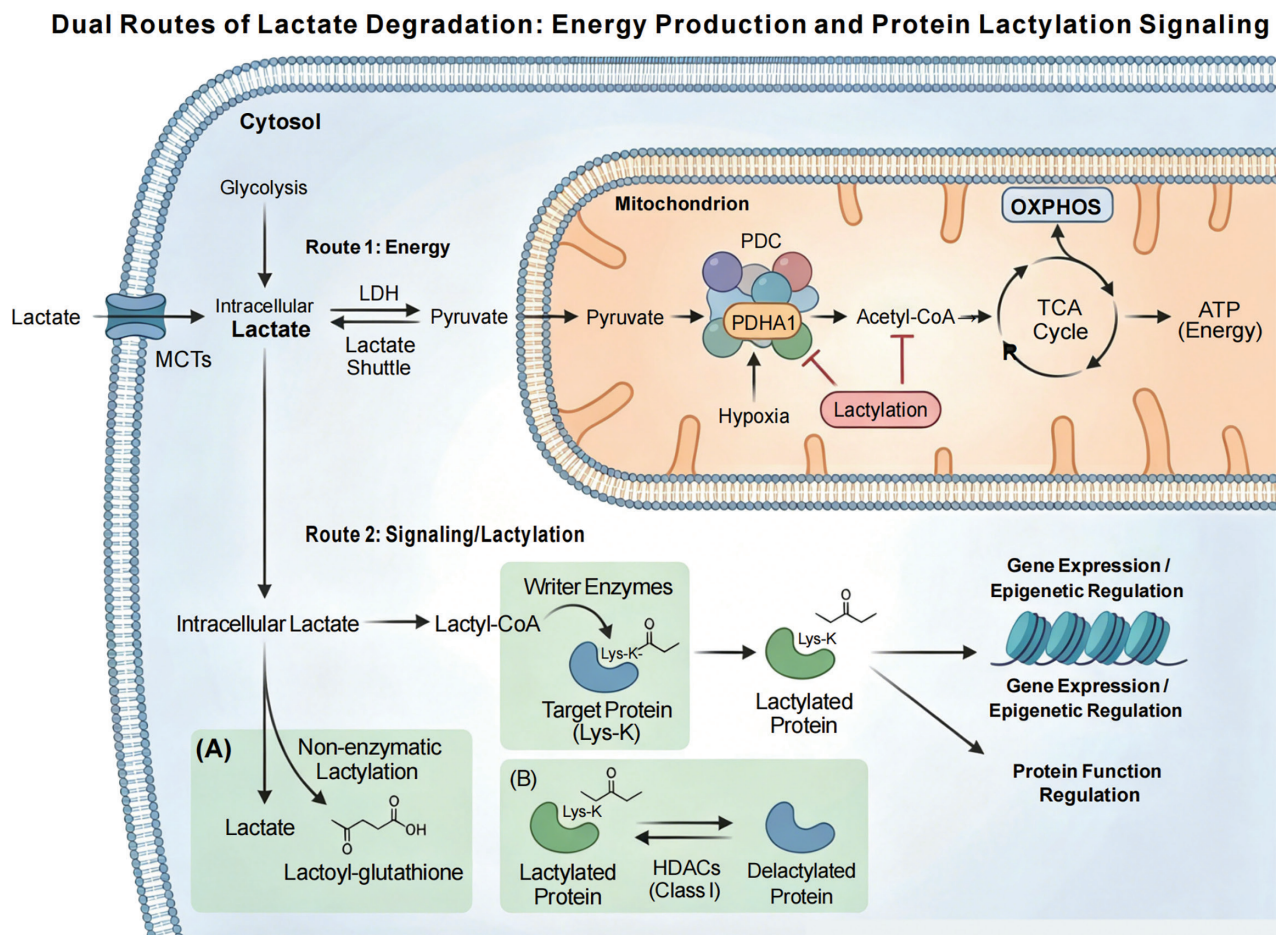 Dual Routes of Lactate Degradation: Energy Production and Protein Lactylation Signaling
Cytosol
Glycolysis
Route 1: Energy
Lactate
MCTs
Intracellular
Lactate
LDH
Lactate
Shuttle
Pyruvate
Mitochondrion
Pyruvate
PDC
PDHA1
Hypoxia
Lactylation
Acetyl-CoA
OXPHOS
TCA
Cycle
R
ATP
(Energy)
Route 2: Signaling/Lactylation
Intracellular Lactate
Lactyl-CoA
Writer Enzymes
Lys-K-
O
Target Protein
(Lys-K)
O
Lys-K
Lactylated
Protein
Gene Expression /
Epigenetic Regulation
Gene Expression /
Epigenetic Regulation
Protein Function
Regulation
(A)
Non-enzymatic
Lactylation
Lactate
O
O
OH
Lactoyl-glutathione
(B)
O
Lys-K
Lactylated
Protein
HDACs
(Class I)
Delactylated
Protein